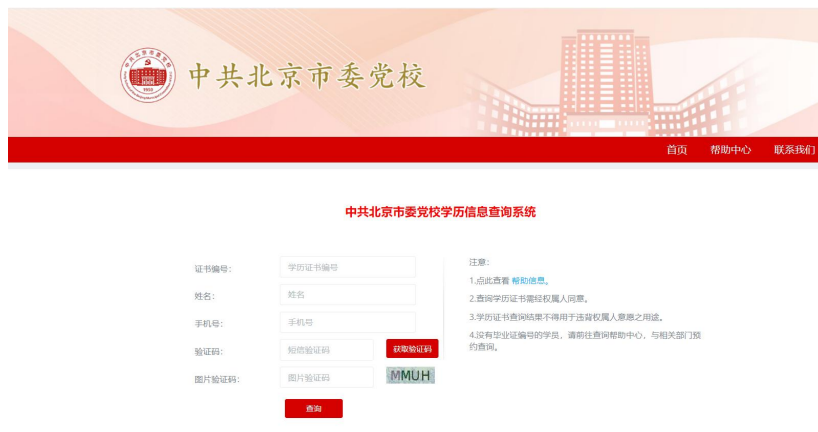 中共北京市委党校
首页 帮助中心 联系我们
中共北京市委党校学历信息查询系统
证书编号： 学历证书编号
姓名： 姓名
手机号： 手机号
验证码： 短信验证码 获取验证码
图片验证码： 图片验证码 MMUH
查询
注意：
1.点此查看 帮助信息。
2.查询学历证书需经权属人同意。
3.学历证书查询结果不得用于违背权属人意愿之用途。
4.没有毕业证编号的学员，请前往查询帮助中心，与相关部门预
约查询。